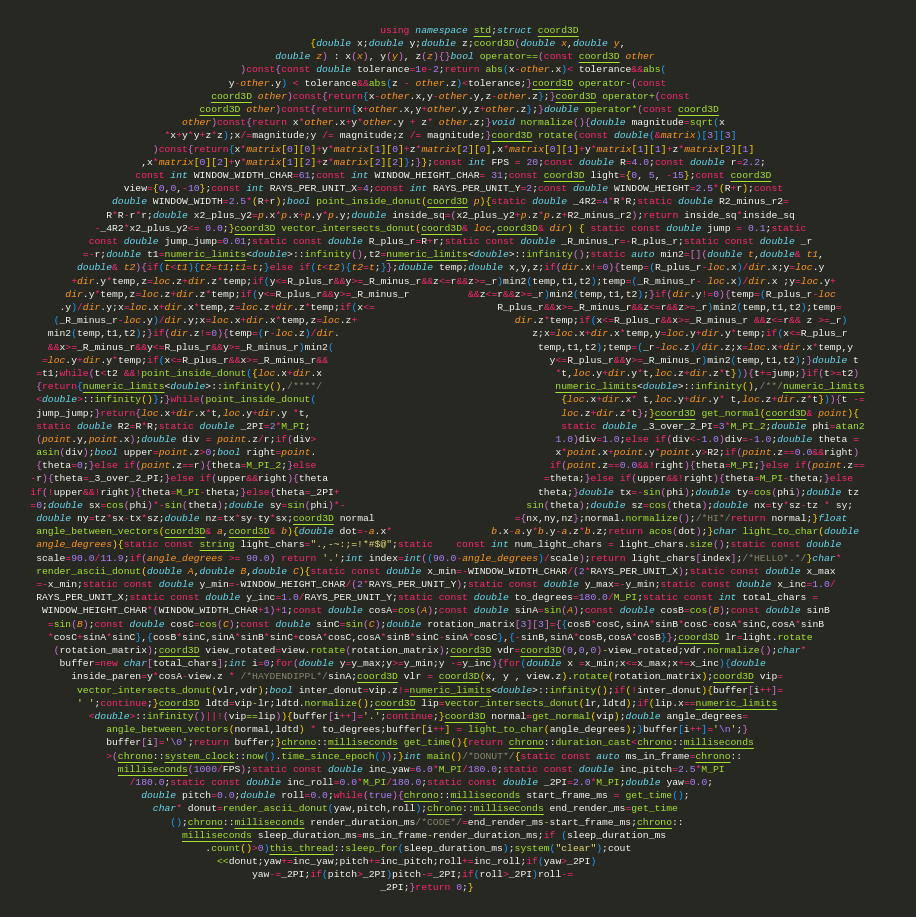 using namespace std;struct coord3D
{double x;double y;double z;coord3D(double x,double y,
double z) : x(x), y(y), z(z){}bool operator==(const coord3D other
)const{const double tolerance=1e-2;return abs(x-other.x)< tolerance&&abs(
y-other.y) < tolerance&&abs(z - other.z)<tolerance;}coord3D operator-(const
coord3D other)const{return{x-other.x,y-other.y,z-other.z};}coord3D operator+(const
coord3D other)const{return{x+other.x,y+other.y,z+other.z};}double operator*(const coord3D
other)const{return x*other.x+y*other.y + z* other.z;}void normalize(){double magnitude=sqrt(x
*x+y*y+z*z);x/=magnitude;y /= magnitude;z /= magnitude;}coord3D rotate(const double(&matrix)[3][3]
)const{return{x*matrix[0][0]+y*matrix[1][0]+z*matrix[2][0],x*matrix[0][1]+y*matrix[1][1]+z*matrix[2][1]
,x*matrix[0][2]+y*matrix[1][2]+z*matrix[2][2]};}};const int FPS = 20;const double R=4.0;const double r=2.2;
const int WINDOW_WIDTH_CHAR=61;const int WINDOW_HEIGHT_CHAR= 31;const coord3D light={0, 5, -15};const coord3D
view={0,0,-10};const int RAYS_PER_UNIT_X=4;const int RAYS_PER_UNIT_Y=2;const double WINDOW_HEIGHT=2.5*(R+r);const
double WINDOW_WIDTH=2.5*(R+r);bool point_inside_donut(coord3D p){static double _4R2=4*R*R;static double R2_minus_r2=
R*R-r*r;double x2_plus_y2=p.x*p.x+p.y*p.y;double inside_sq=(x2_plus_y2+p.z*p.z+R2_minus_r2);return inside_sq*inside_sq
-_4R2*x2_plus_y2<= 0.0;}coord3D vector_intersects_donut(coord3D& loc,coord3D& dir) { static const double jump = 0.1;static
const double jump_jump=0.01;static const double R_plus_r=R+r;static const double _R_minus_r=-R_plus_r;static const double _r
=-r;double t1=numeric_limits<double>::infinity(),t2=numeric_limits<double>::infinity();static auto min2=[](double t,double& t1,
double& t2){if(t<t1){t2=t1;t1=t;}else if(t<t2){t2=t;}};double temp;double x,y,z;if(dir.x!=0){temp=(R_plus_r-loc.x)/dir.x;y=loc.y
+dir.y*temp,z=loc.z+dir.z*temp;if(y<=R_plus_r&&y>=_R_minus_r&&z<=r&&z>=_r)min2(temp,t1,t2);temp=(_R_minus_r- loc.x)/dir.x ;y=loc.y+
dir.y*temp,z=loc.z+dir.z*temp;if(y<=R_plus_r&&y>=_R_minus_r &&z<=r&&z>=_r)min2(temp,t1,t2);}if(dir.y!=0){temp=(R_plus_r-loc
.y)/dir.y;x=loc.x+dir.x*temp,z=loc.z+dir.z*temp;if(x<= R_plus_r&&x>=_R_minus_r&&z<=r&&z>=_r)min2(temp,t1,t2);temp=
(_R_minus_r-loc.y)/dir.y;x=loc.x+dir.x*temp,z=loc.z+ dir.z*temp;if(x<=R_plus_r&&x>=_R_minus_r &&z<=r&& z >=_r)
min2(temp,t1,t2);}if(dir.z!=0){temp=(r-loc.z)/dir. z;x=loc.x+dir.x*temp,y=loc.y+dir.y*temp;if(x<=R_plus_r
&&x>=_R_minus_r&&y<=R_plus_r&&y>=_R_minus_r)min2( temp,t1,t2);temp=(_r-loc.z)/dir.z;x=loc.x+dir.x*temp,y
=loc.y+dir.y*temp;if(x<=R_plus_r&&x>=_R_minus_r&& y<=R_plus_r&&y>=_R_minus_r)min2(temp,t1,t2);}double t
=t1;while(t<t2 &&!point_inside_donut({loc.x+dir.x *t,loc.y+dir.y*t,loc.z+dir.z*t})){t+=jump;}if(t>=t2)
{return{numeric_limits<double>::infinity(),/****/ numeric_limits<double>::infinity(),/**/numeric_limits
<double>::infinity()};}while(point_inside_donut( {loc.x+dir.x* t,loc.y+dir.y* t,loc.z+dir.z*t})){t -=
jump_jump;}return{loc.x+dir.x*t,loc.y+dir.y *t, loc.z+dir.z*t};}coord3D get_normal(coord3D& point){
static double R2=R*R;static double _2PI=2*M_PI; static double _3_over_2_PI=3*M_PI_2;double phi=atan2
(point.y,point.x);double div = point.z/r;if(div> 1.0)div=1.0;else if(div<-1.0)div=-1.0;double theta =
asin(div);bool upper=point.z>0;bool right=point. x*point.x+point.y*point.y>R2;if(point.z==0.0&&right)
{theta=0;}else if(point.z==r){theta=M_PI_2;}else if(point.z==0.0&&!right){theta=M_PI;}else if(point.z==
-r){theta=_3_over_2_PI;}else if(upper&&right){theta =theta;}else if(upper&&!right){theta=M_PI-theta;}else
if(!upper&&!right){theta=M_PI-theta;}else{theta=_2PI+ theta;}double tx=-sin(phi);double ty=cos(phi);double tz
=0;double sx=cos(phi)*-sin(theta);double sy=sin(phi)*- sin(theta);double sz=cos(theta);double nx=ty*sz-tz * sy;
double ny=tz*sx-tx*sz;double nz=tx*sy-ty*sx;coord3D normal ={nx,ny,nz};normal.normalize();/*HI*/return normal;}float
angle_between_vectors(coord3D& a,coord3D& b){double dot=-a.x* b.x-a.y*b.y-a.z*b.z;return acos(dot);}char light_to_char(double
angle_degrees){static const string light_chars=".,-~:;=!*#$@";static const int num_light_chars = light_chars.size();static const double
scale=90.0/11.9;if(angle_degrees >= 90.0) return '.';int index=int((90.0-angle_degrees)/scale);return light_chars[index];/*HELLO*."*/}char*
render_ascii_donut(double A,double B,double C){static const double x_min=-WINDOW_WIDTH_CHAR/(2*RAYS_PER_UNIT_X);static const double x_max
=-x_min;static const double y_min=-WINDOW_HEIGHT_CHAR/(2*RAYS_PER_UNIT_Y);static const double y_max=-y_min;static const double x_inc=1.0/
RAYS_PER_UNIT_X;static const double y_inc=1.0/RAYS_PER_UNIT_Y;static const double to_degrees=180.0/M_PI;static const int total_chars =
WINDOW_HEIGHT_CHAR*(WINDOW_WIDTH_CHAR+1)+1;const double cosA=cos(A);const double sinA=sin(A);const double cosB=cos(B);const double sinB
=sin(B);const double cosC=cos(C);const double sinC=sin(C);double rotation_matrix[3][3]={{cosB*cosC,sinA*sinB*cosC-cosA*sinC,cosA*sinB
*cosC+sinA*sinC},{cosB*sinC,sinA*sinB*sinC+cosA*cosC,cosA*sinB*sinC-sinA*cosC},{-sinB,sinA*cosB,cosA*cosB}};coord3D lr=light.rotate
(rotation_matrix);coord3D view_rotated=view.rotate(rotation_matrix);coord3D vdr=coord3D(0,0,0)-view_rotated;vdr.normalize();char*
buffer=new char[total_chars];int i=0;for(double y=y_max;y>=y_min;y -=y_inc){for(double x =x_min;x<=x_max;x+=x_inc){double
inside_paren=y*cosA-view.z * /*HAYDENDIPPL*/sinA;coord3D vlr = coord3D(x, y , view.z).rotate(rotation_matrix);coord3D vip=
vector_intersects_donut(vlr,vdr);bool inter_donut=vip.z!=numeric_limits<double>::infinity();if(!inter_donut){buffer[i++]=
' ';continue;}coord3D ldtd=vip-lr;ldtd.normalize();coord3D lip=vector_intersects_donut(lr,ldtd);if(lip.x==numeric_limits
<double>::infinity()||!(vip==lip)){buffer[i++]='.';continue;}coord3D normal=get_normal(vip);double angle_degrees=
angle_between_vectors(normal,ldtd) * to_degrees;buffer[i++] = light_to_char(angle_degrees);}buffer[i++]='\n';}
buffer[i]='\0';return buffer;}chrono::milliseconds get_time(){return chrono::duration_cast<chrono::milliseconds
>(chrono::system_clock::now().time_since_epoch());}int main()/*DONUT*/{static const auto ms_in_frame=chrono::
milliseconds(1000/FPS);static const double inc_yaw=6.0*M_PI/180.0;static const double inc_pitch=2.5*M_PI
/180.0;static const double inc_roll=0.0*M_PI/180.0;static const double _2PI=2.0*M_PI;double yaw=0.0;
double pitch=0.0;double roll=0.0;while(true){chrono::milliseconds start_frame_ms = get_time();
char* donut=render_ascii_donut(yaw,pitch,roll);chrono::milliseconds end_render_ms=get_time
();chrono::milliseconds render_duration_ms/*CODE*/=end_render_ms-start_frame_ms;chrono::
milliseconds sleep_duration_ms=ms_in_frame-render_duration_ms;if (sleep_duration_ms
.count()>0)this_thread::sleep_for(sleep_duration_ms);system("clear");cout
<<donut;yaw+=inc_yaw;pitch+=inc_pitch;roll+=inc_roll;if(yaw>_2PI)
yaw-=_2PI;if(pitch>_2PI)pitch-=_2PI;if(roll>_2PI)roll-=
_2PI;}return 0;}